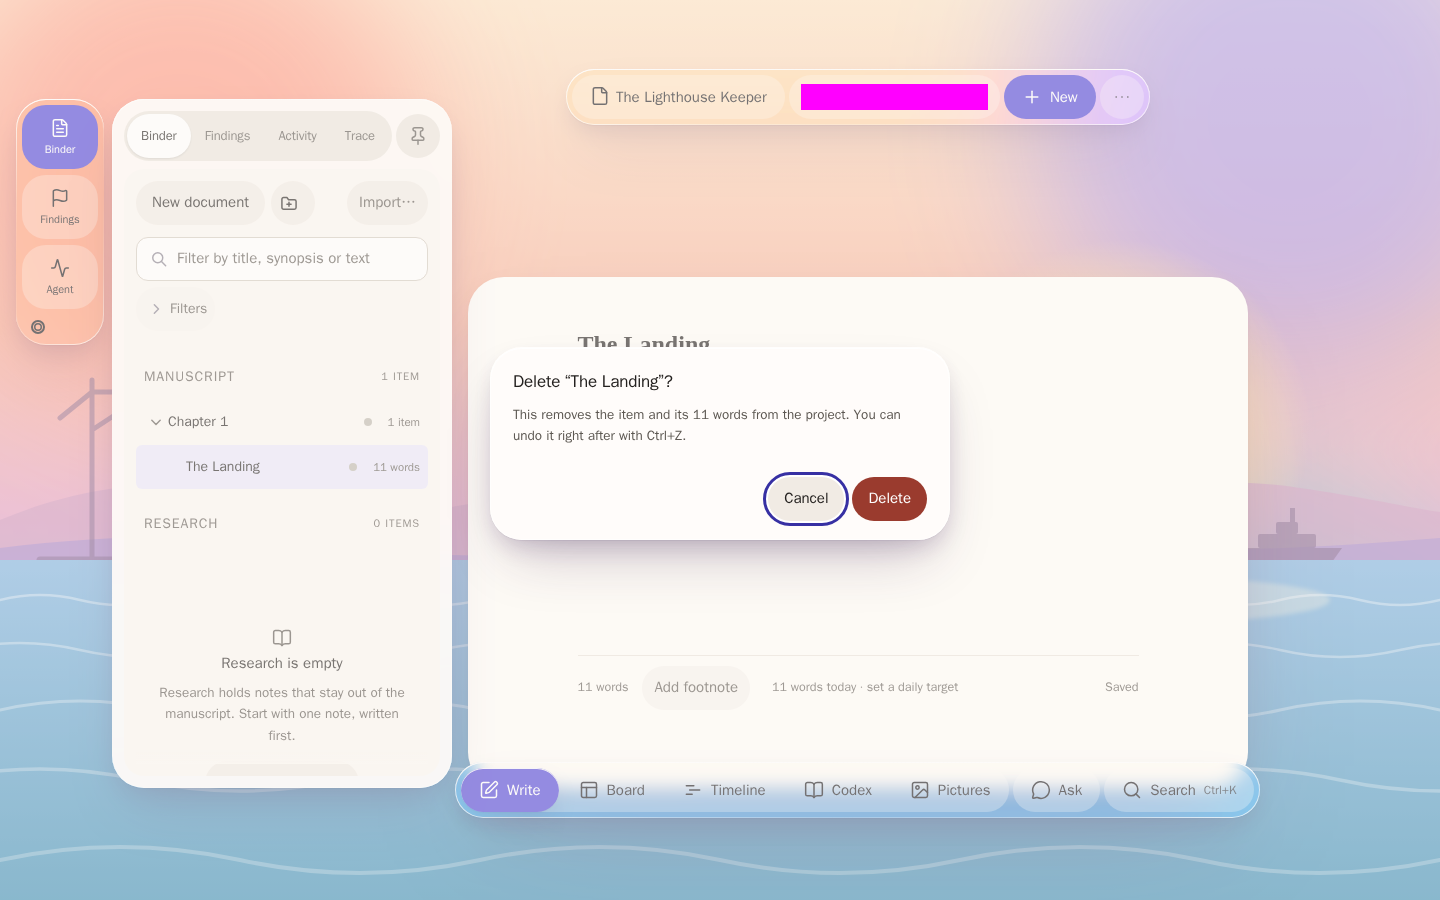 The Lighthouse Keeper
New
Binder
Findings
Agent
Binder Findings Activity Trace
New document
Import···
Filter by title, synopsis or text
Filters
MANUSCRIPT 1 ITEM
Chapter 1 1 item
The Landing 11 words
RESEARCH 0 ITEMS
Research is empty
Research holds notes that stay out of the
manuscript. Start with one note, written
first.
The Landing
Delete “The Landing”?
This removes the item and its 11 words from the project. You can
undo it right after with Ctrl+Z.
Cancel Delete
11 words Add footnote 11 words today · set a daily target Saved
Write Board Timeline Codex Pictures Ask Search Ctrl+K